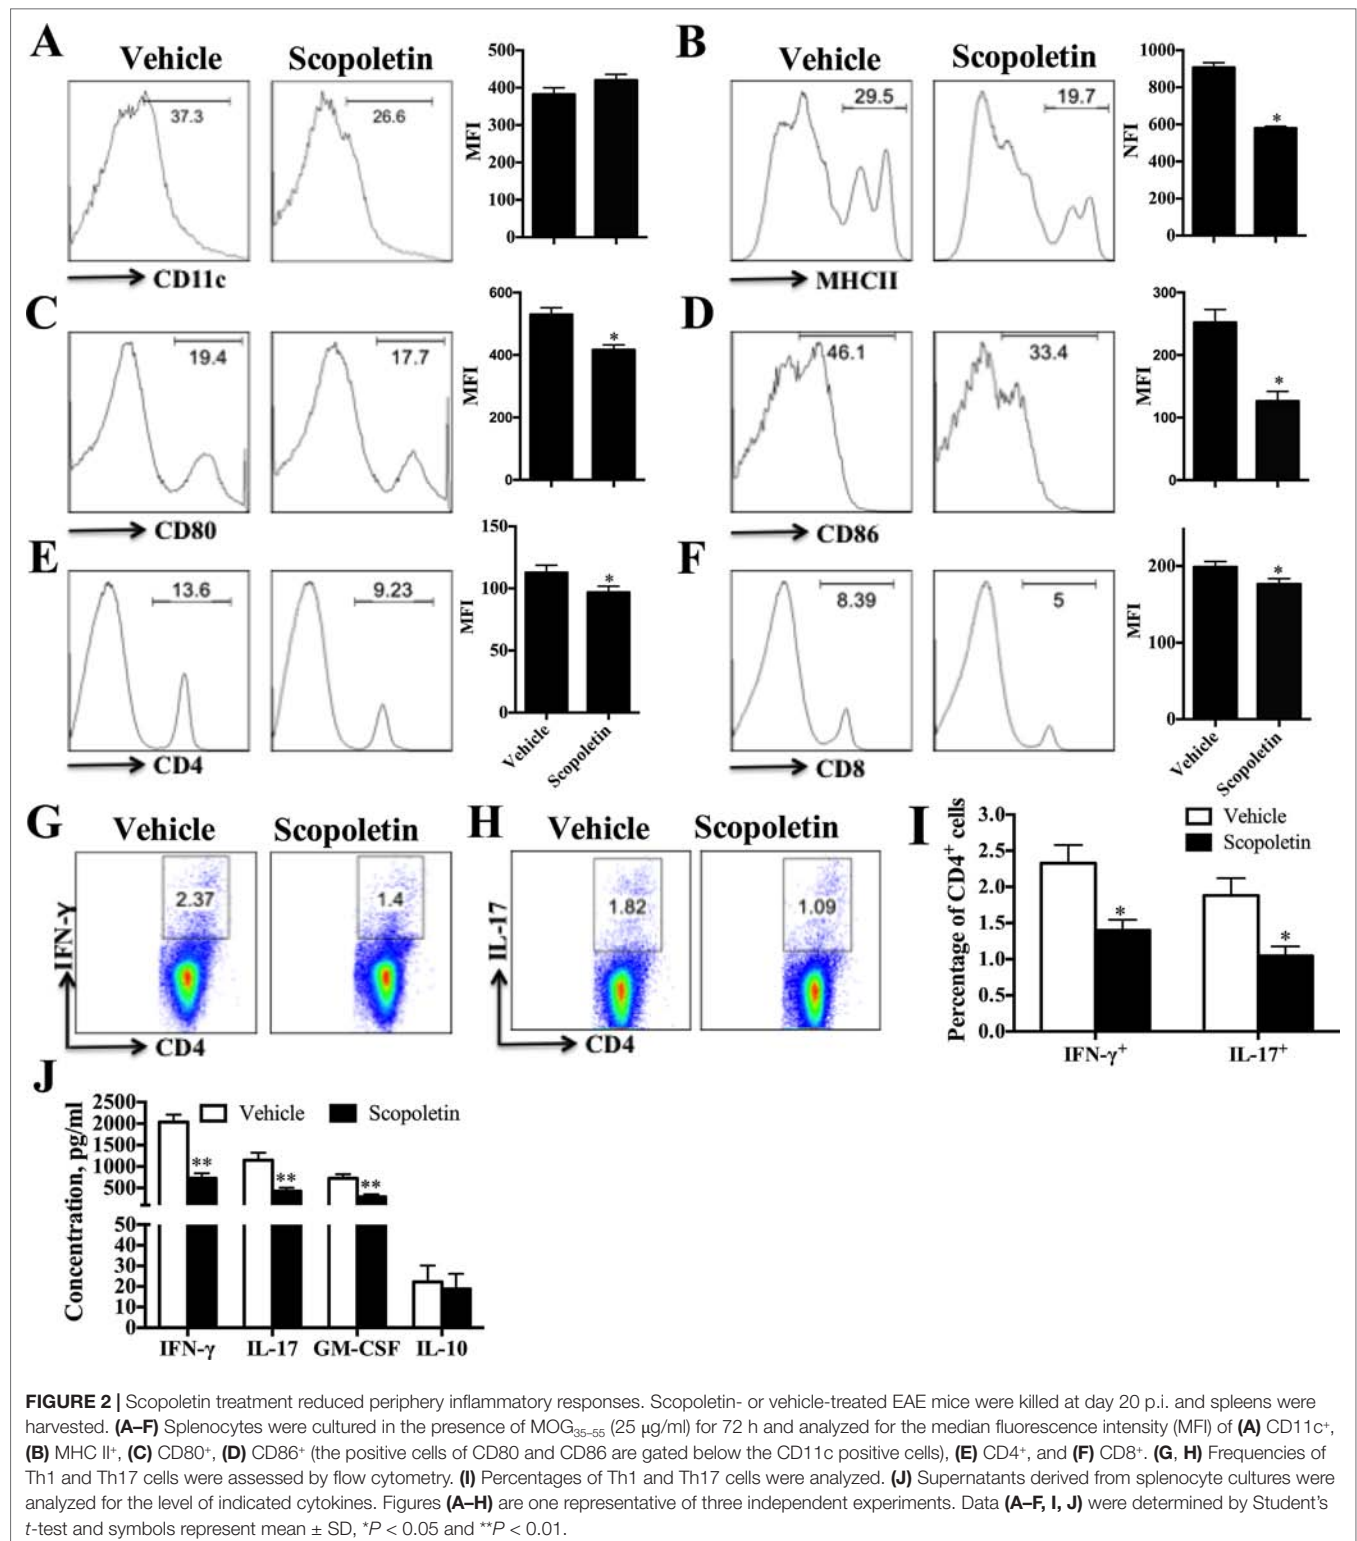 A
Vehicle
Scopoletin
37.3
26.6
CD11c
500
400
300
200
100
0
MFI
B
Vehicle
Scopoletin
29.5
19.7
MHCII
1000
800
600
400
200
0
NFI
*
C
19.4
17.7
CD80
600
400
200
0
MFI
*
D
46.1
33.4
CD86
300
200
100
0
MFI
*
E
13.6
9.23
CD4
150
100
50
0
MFI
*
Vehicle
Scopoletin
F
8.39
5
CD8
200
100
0
MFI
*
Vehicle
Scopoletin
G
Vehicle
Scopoletin
2.37
1.4
IFN-γ
CD4
H
Vehicle
Scopoletin
1.82
1.09
IL-17
CD4
I
3.0
2.5
2.0
1.5
1.0
0.5
0.0
Percentage of CD4⁺ cells
Vehicle
Scopoletin
*
*
IFN-γ⁺
IL-17⁺
J
2500
2000
1500
1000
500
50
40
30
20
10
0
Concentration, pg/ml
Vehicle
Scopoletin
**
**
**
IFN-γ
IL-17
GM-CSF
IL-10
FIGURE 2 | Scopoletin treatment reduced periphery inflammatory responses. Scopoletin- or vehicle-treated EAE mice were killed at day 20 p.i. and spleens were
harvested. (A–F) Splenocytes were cultured in the presence of MOG₃₅₋₅₅ (25 μg/ml) for 72 h and analyzed for the median fluorescence intensity (MFI) of (A) CD11c⁺,
(B) MHC II⁺, (C) CD80⁺, (D) CD86⁺ (the positive cells of CD80 and CD86 are gated below the CD11c positive cells), (E) CD4⁺, and (F) CD8⁺. (G, H) Frequencies of
Th1 and Th17 cells were assessed by flow cytometry. (I) Percentages of Th1 and Th17 cells were analyzed. (J) Supernatants derived from splenocyte cultures were
analyzed for the level of indicated cytokines. Figures (A–H) are one representative of three independent experiments. Data (A–F, I, J) were determined by Student's
t-test and symbols represent mean ± SD, *P < 0.05 and **P < 0.01.